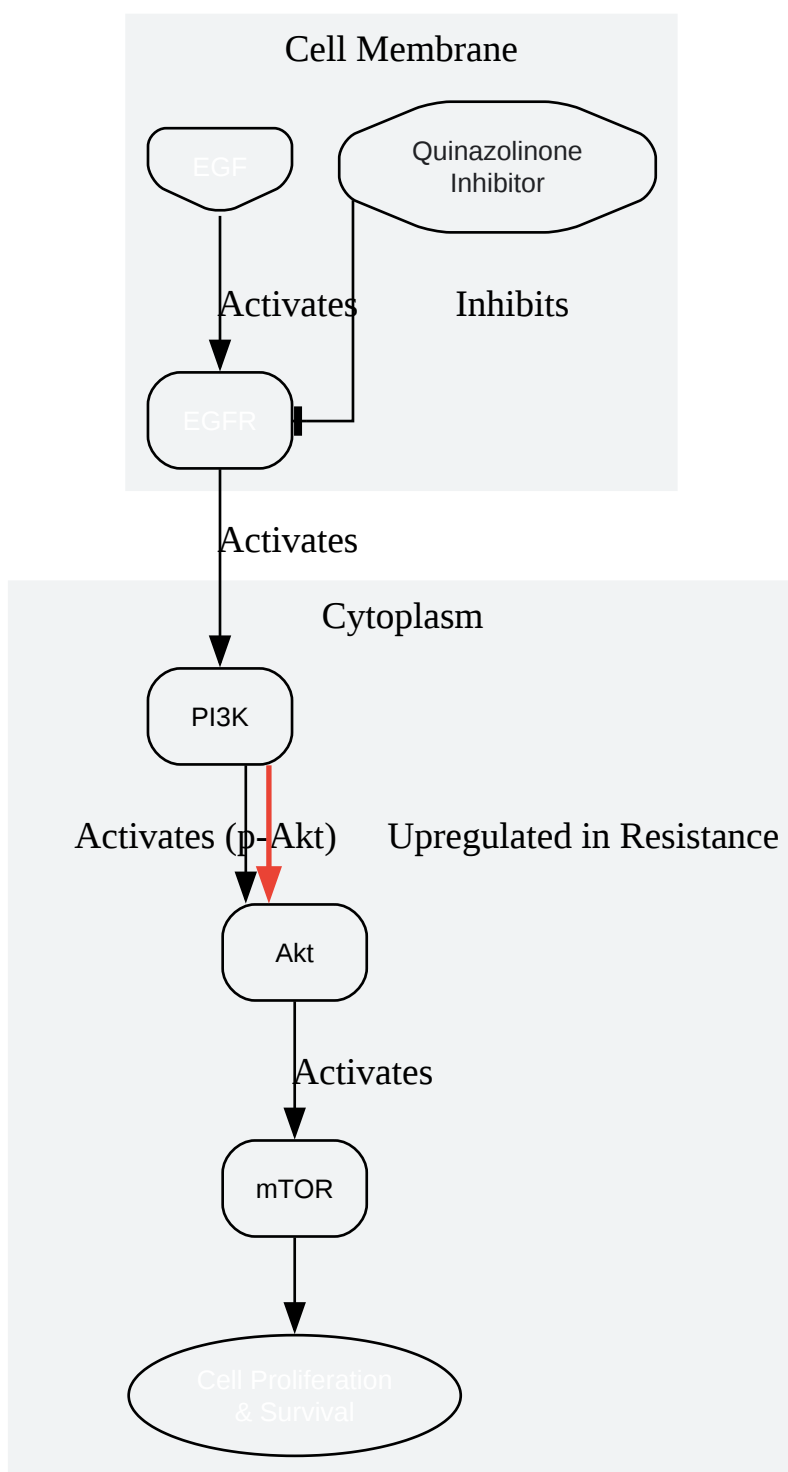 Cell Membrane
EGF
Quinazolinone
Inhibitor
Activates
Inhibits
EGFR
Activates
Cytoplasm
PI3K
Activates (p-Akt)
Upregulated in Resistance
Akt
Activates
mTOR
Cell Proliferation
& Survival